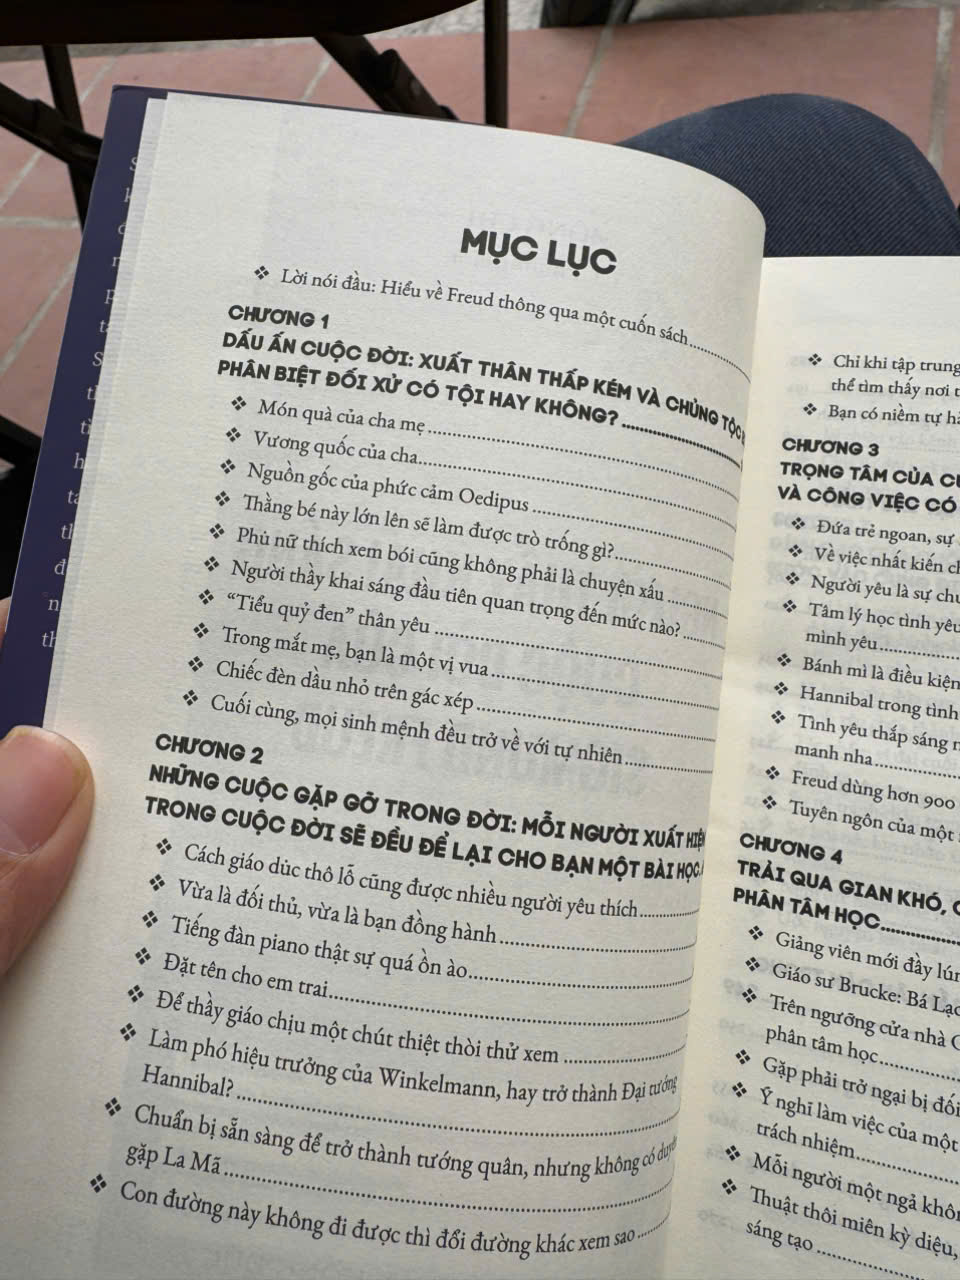 MỤC LỤC
❖ Lời nói đầu: Hiểu về Freud thông qua một cuốn sách
CHƯƠNG 1
DẤU ẤN CUỘC ĐỜI: XUẤT THÂN THẤP KÉM VÀ CHỦNG TỘC
PHÂN BIỆT ĐỐI XỬ CÓ TỘI HAY KHÔNG?
❖ Món quà của cha mẹ
❖ Vương quốc của cha
❖ Nguồn gốc của phức cảm Oedipus
❖ Thằng bé này lớn lên sẽ làm được trò trống gì?
❖ Phủ nữ thích xem bói cũng không phải là chuyện xấu
❖ Người thầy khai sáng đầu tiên quan trọng đến mức nào?
❖ “Tiểu quỷ đen” thân yêu
❖ Trong mắt mẹ, bạn là một vị vua
❖ Chiếc đèn dầu nhỏ trên gác xép
❖ Cuối cùng, mọi sinh mệnh đều trở về với tự nhiên
CHƯƠNG 2
NHỮNG CUỘC GẶP GỠ TRONG ĐỜI: MỖI NGƯỜI XUẤT HIỆN
TRONG CUỘC ĐỜI SẼ ĐỀU ĐỂ LẠI CHO BẠN MỘT BÀI HỌC
❖ Cách giáo dục thô lỗ cũng được nhiều người yêu thích
❖ Vừa là đối thủ, vừa là bạn đồng hành
❖ Tiếng đàn piano thật sự quá ồn ào
❖ Đặt tên cho em trai
❖ Để thầy giáo chịu một chút thiệt thòi thử xem
❖ Làm phó hiệu trưởng của Winkelmann, hay trở thành Đại tướng
Hannibal?
❖ Chuẩn bị sẵn sàng để trở thành tướng quân, nhưng không có duyên
gặp La Mã
❖ Con đường này không đi được thì đổi đường khác xem sao
❖ Chỉ khi tập trung
thể tìm thấy nơi
❖ Bạn có niềm tự
CHƯƠNG 3
TRỌNG TÂM CỦA
VÀ CÔNG VIỆC CÓ
❖ Đứa trẻ ngoan, sự
❖ Về việc nhất kiến
❖ Người yêu là sự
❖ Tâm lý học tình yêu
mình yêu
❖ Bánh mì là điều kiện
❖ Hannibal trong tình
❖ Tình yêu thắp sáng
manh nha
❖ Freud dùng hơn 900
❖ Tuyên ngôn của một
CHƯƠNG 4
TRẢI QUA GIAN KHÓ,
PHÂN TÂM HỌC
❖ Giảng viên mới đầy
❖ Giáo sư Brucke: Bá Lạc
❖ Trên ngưỡng cửa nhà
phân tâm học
❖ Gặp phải trở ngại bị đối
❖ Ý nghĩ làm việc của một
trách nhiệm
❖ Mỗi người một ngả
❖ Thuật thôi miên kỳ diệu,
sáng tạo